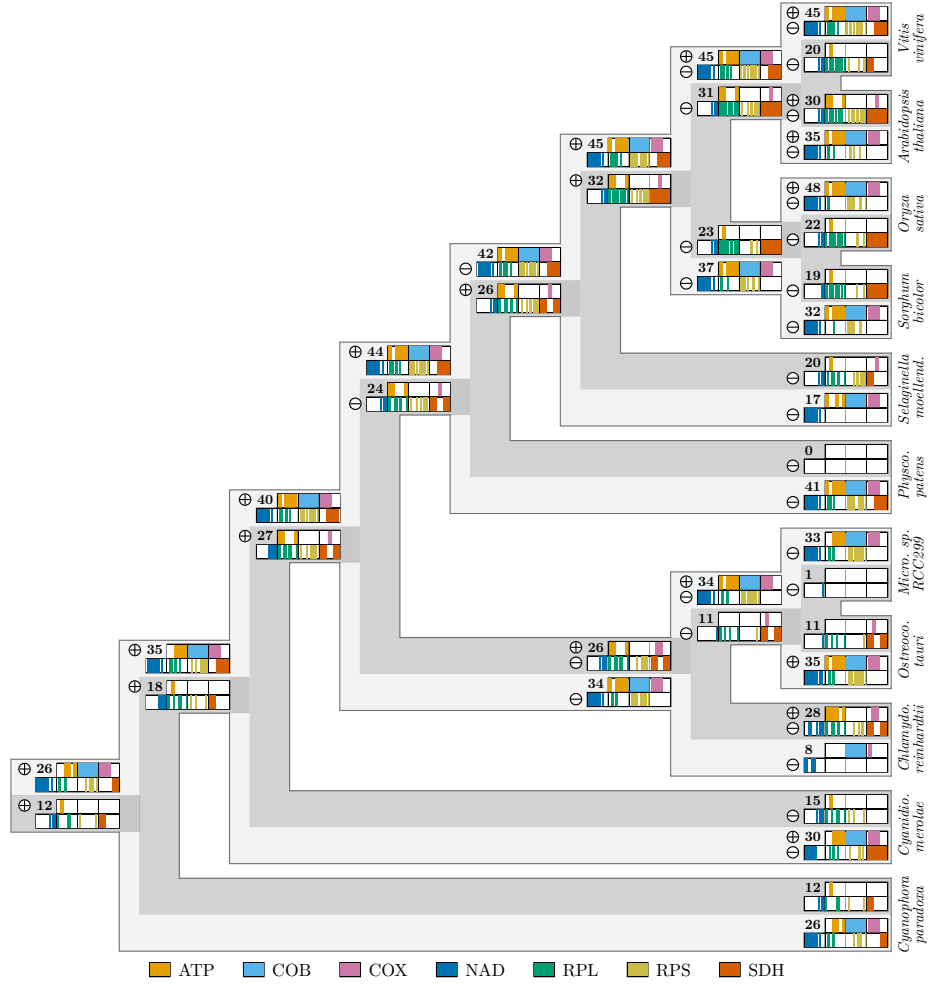 45
20
Vitis
vinifera
45
31
30
35
Arabidopsis
thaliana
45
32
48
22
Oryza
sativa
23
37
19
32
Sorghum
bicolor
42
26
20
17
Selaginella
moellend.
44
24
0
41
Physco.
patens
40
27
33
1
Micro. sp.
RCC299
34
11
11
35
Ostreoco.
tauri
26
34
28
8
Chlamydo.
reinhardtii
35
18
26
12
15
30
Cyanidio.
merolae
12
26
Cyanophora
paradoxa
ATP COB COX NAD RPL RPS SDH